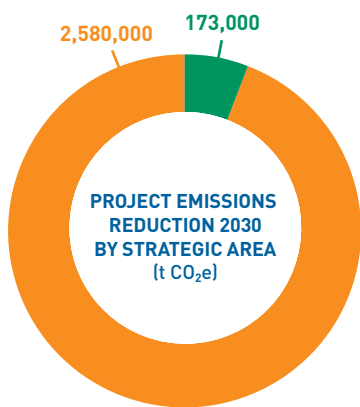 173,000
2,580,000
PROJECT EMISSIONS
REDUCTION 2030
BY STRATEGIC AREA
(t CO₂e)